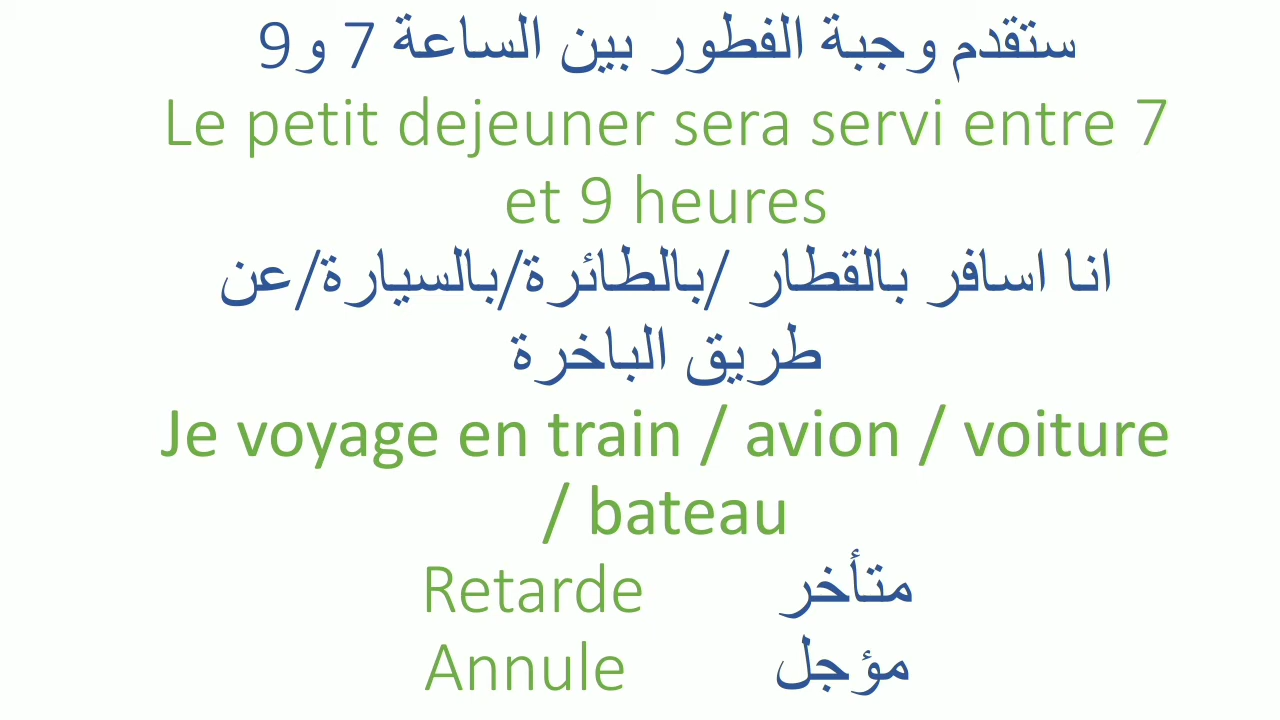 ستقدم وجبة الفطور بين الساعة 7 و9
Le petit dejeuner sera servi entre 7
et 9 heures
انا اسافر بالقطار /بالطائرة/بالسيارة/عن
طريق الباخرة
Je voyage en train / avion / voiture
/ bateau
Retarde متأخر
Annule مؤجل